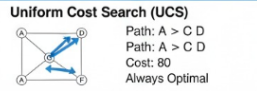 Uniform Cost Search (UCS)
A D
Path: A > C D
Path: A > C D
Cost: 80
Always Optimal
A F